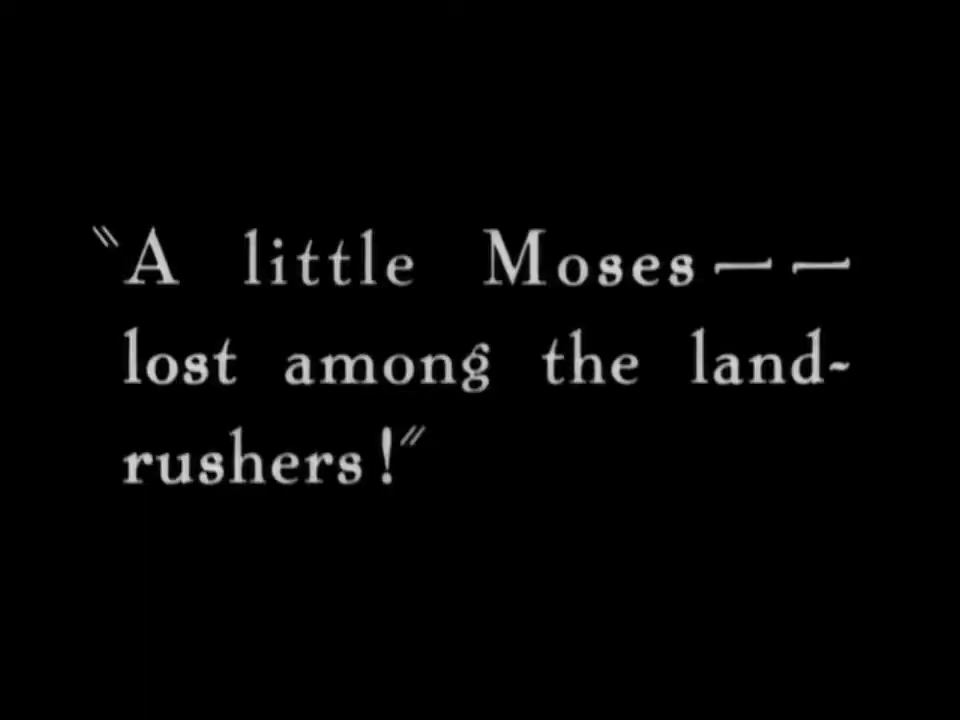 "A little Moses——
lost among the land-
rushers!"